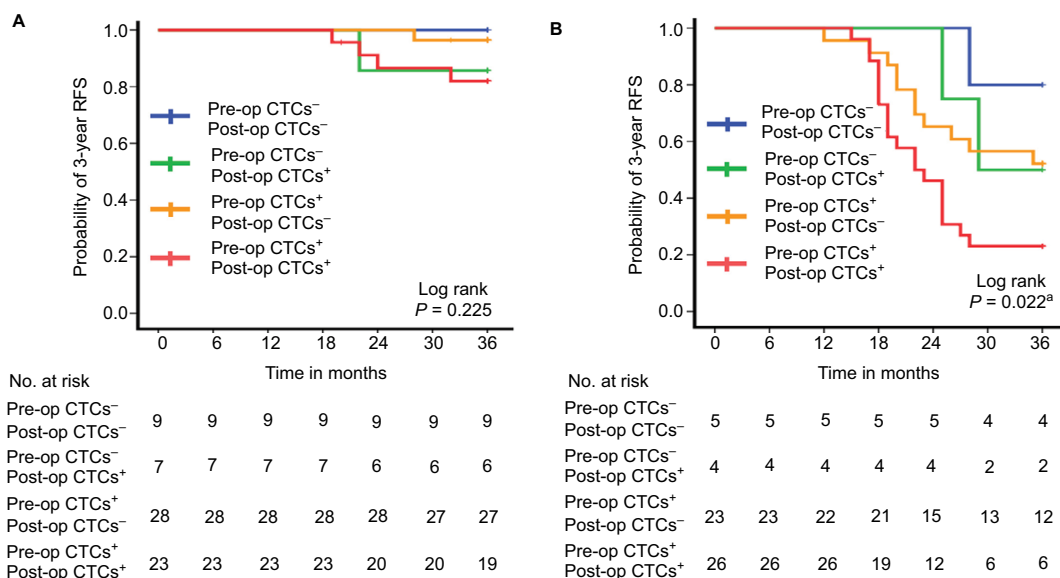 A
Probability of 3-year RFS
1.0
0.8
0.6
0.4
0.2
0.0
Pre-op CTCs⁻
Post-op CTCs⁻
Pre-op CTCs⁻
Post-op CTCs⁺
Pre-op CTCs⁺
Post-op CTCs⁻
Pre-op CTCs⁺
Post-op CTCs⁺
Log rank
P = 0.225
0 6 12 18 24 30 36
Time in months
No. at risk
Pre-op CTCs⁻
Post-op CTCs⁻ 9 9 9 9 9 9 9
Pre-op CTCs⁻
Post-op CTCs⁺ 7 7 7 7 6 6 6
Pre-op CTCs⁺
Post-op CTCs⁻ 28 28 28 28 28 27 27
Pre-op CTCs⁺
Post-op CTCs⁺ 23 23 23 23 20 20 19
B
Probability of 3-year RFS
1.0
0.8
0.6
0.4
0.2
0.0
Pre-op CTCs⁻
Post-op CTCs⁻
Pre-op CTCs⁻
Post-op CTCs⁺
Pre-op CTCs⁺
Post-op CTCs⁻
Pre-op CTCs⁺
Post-op CTCs⁺
Log rank
P = 0.022ᵃ
0 6 12 18 24 30 36
Time in months
No. at risk
Pre-op CTCs⁻
Post-op CTCs⁻ 5 5 5 5 5 4 4
Pre-op CTCs⁻
Post-op CTCs⁺ 4 4 4 4 4 2 2
Pre-op CTCs⁺
Post-op CTCs⁻ 23 23 22 21 15 13 12
Pre-op CTCs⁺
Post-op CTCs⁺ 26 26 26 19 12 6 6